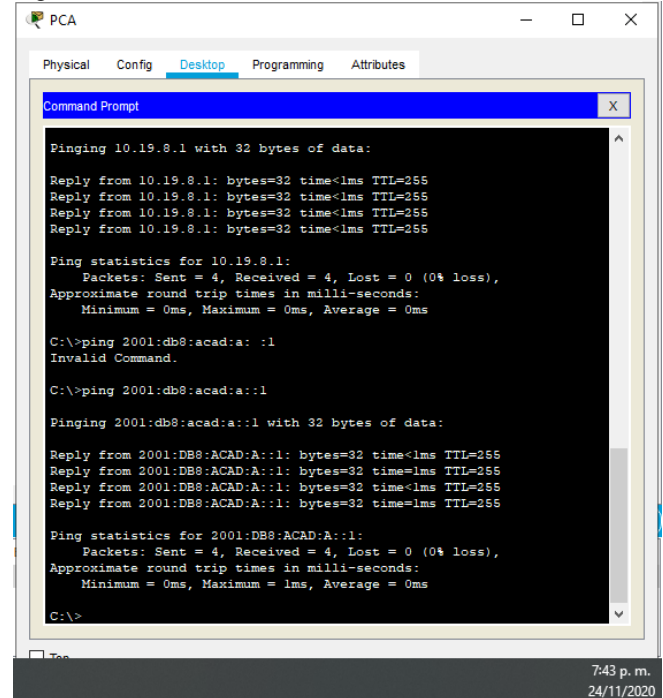 PCA
Physical Config Desktop Programming Attributes
Command Prompt X
Pinging 10.19.8.1 with 32 bytes of data:
Reply from 10.19.8.1: bytes=32 time<1ms TTL=255
Reply from 10.19.8.1: bytes=32 time<1ms TTL=255
Reply from 10.19.8.1: bytes=32 time<1ms TTL=255
Reply from 10.19.8.1: bytes=32 time<1ms TTL=255
Ping statistics for 10.19.8.1:
Packets: Sent = 4, Received = 4, Lost = 0 (0% loss),
Approximate round trip times in milli-seconds:
Minimum = 0ms, Maximum = 0ms, Average = 0ms
C:\>ping 2001:db8:acad:a: :1
Invalid Command.
C:\>ping 2001:db8:acad:a::1
Pinging 2001:db8:acad:a::1 with 32 bytes of data:
Reply from 2001:DB8:ACAD:A::1: bytes=32 time<1ms TTL=255
Reply from 2001:DB8:ACAD:A::1: bytes=32 time=1ms TTL=255
Reply from 2001:DB8:ACAD:A::1: bytes=32 time<1ms TTL=255
Reply from 2001:DB8:ACAD:A::1: bytes=32 time=1ms TTL=255
Ping statistics for 2001:DB8:ACAD:A::1:
Packets: Sent = 4, Received = 4, Lost = 0 (0% loss),
Approximate round trip times in milli-seconds:
Minimum = 0ms, Maximum = 1ms, Average = 0ms
C:\>
7:43 p. m.
24/11/2020